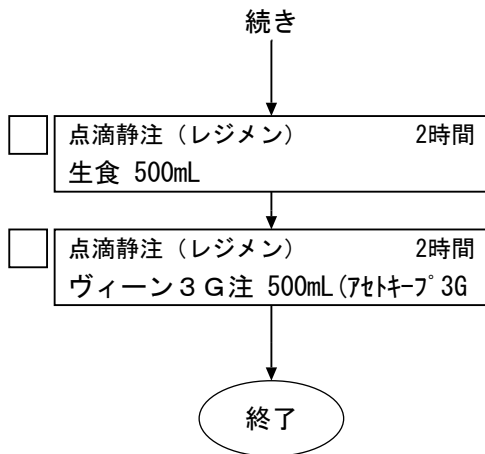 続き
点滴静注（レジメン） 2時間
生食 500mL
点滴静注（レジメン） 2時間
ヴィーン３Ｇ注 500mL(ｱｾﾄｷｰﾌﾟ3G
終了